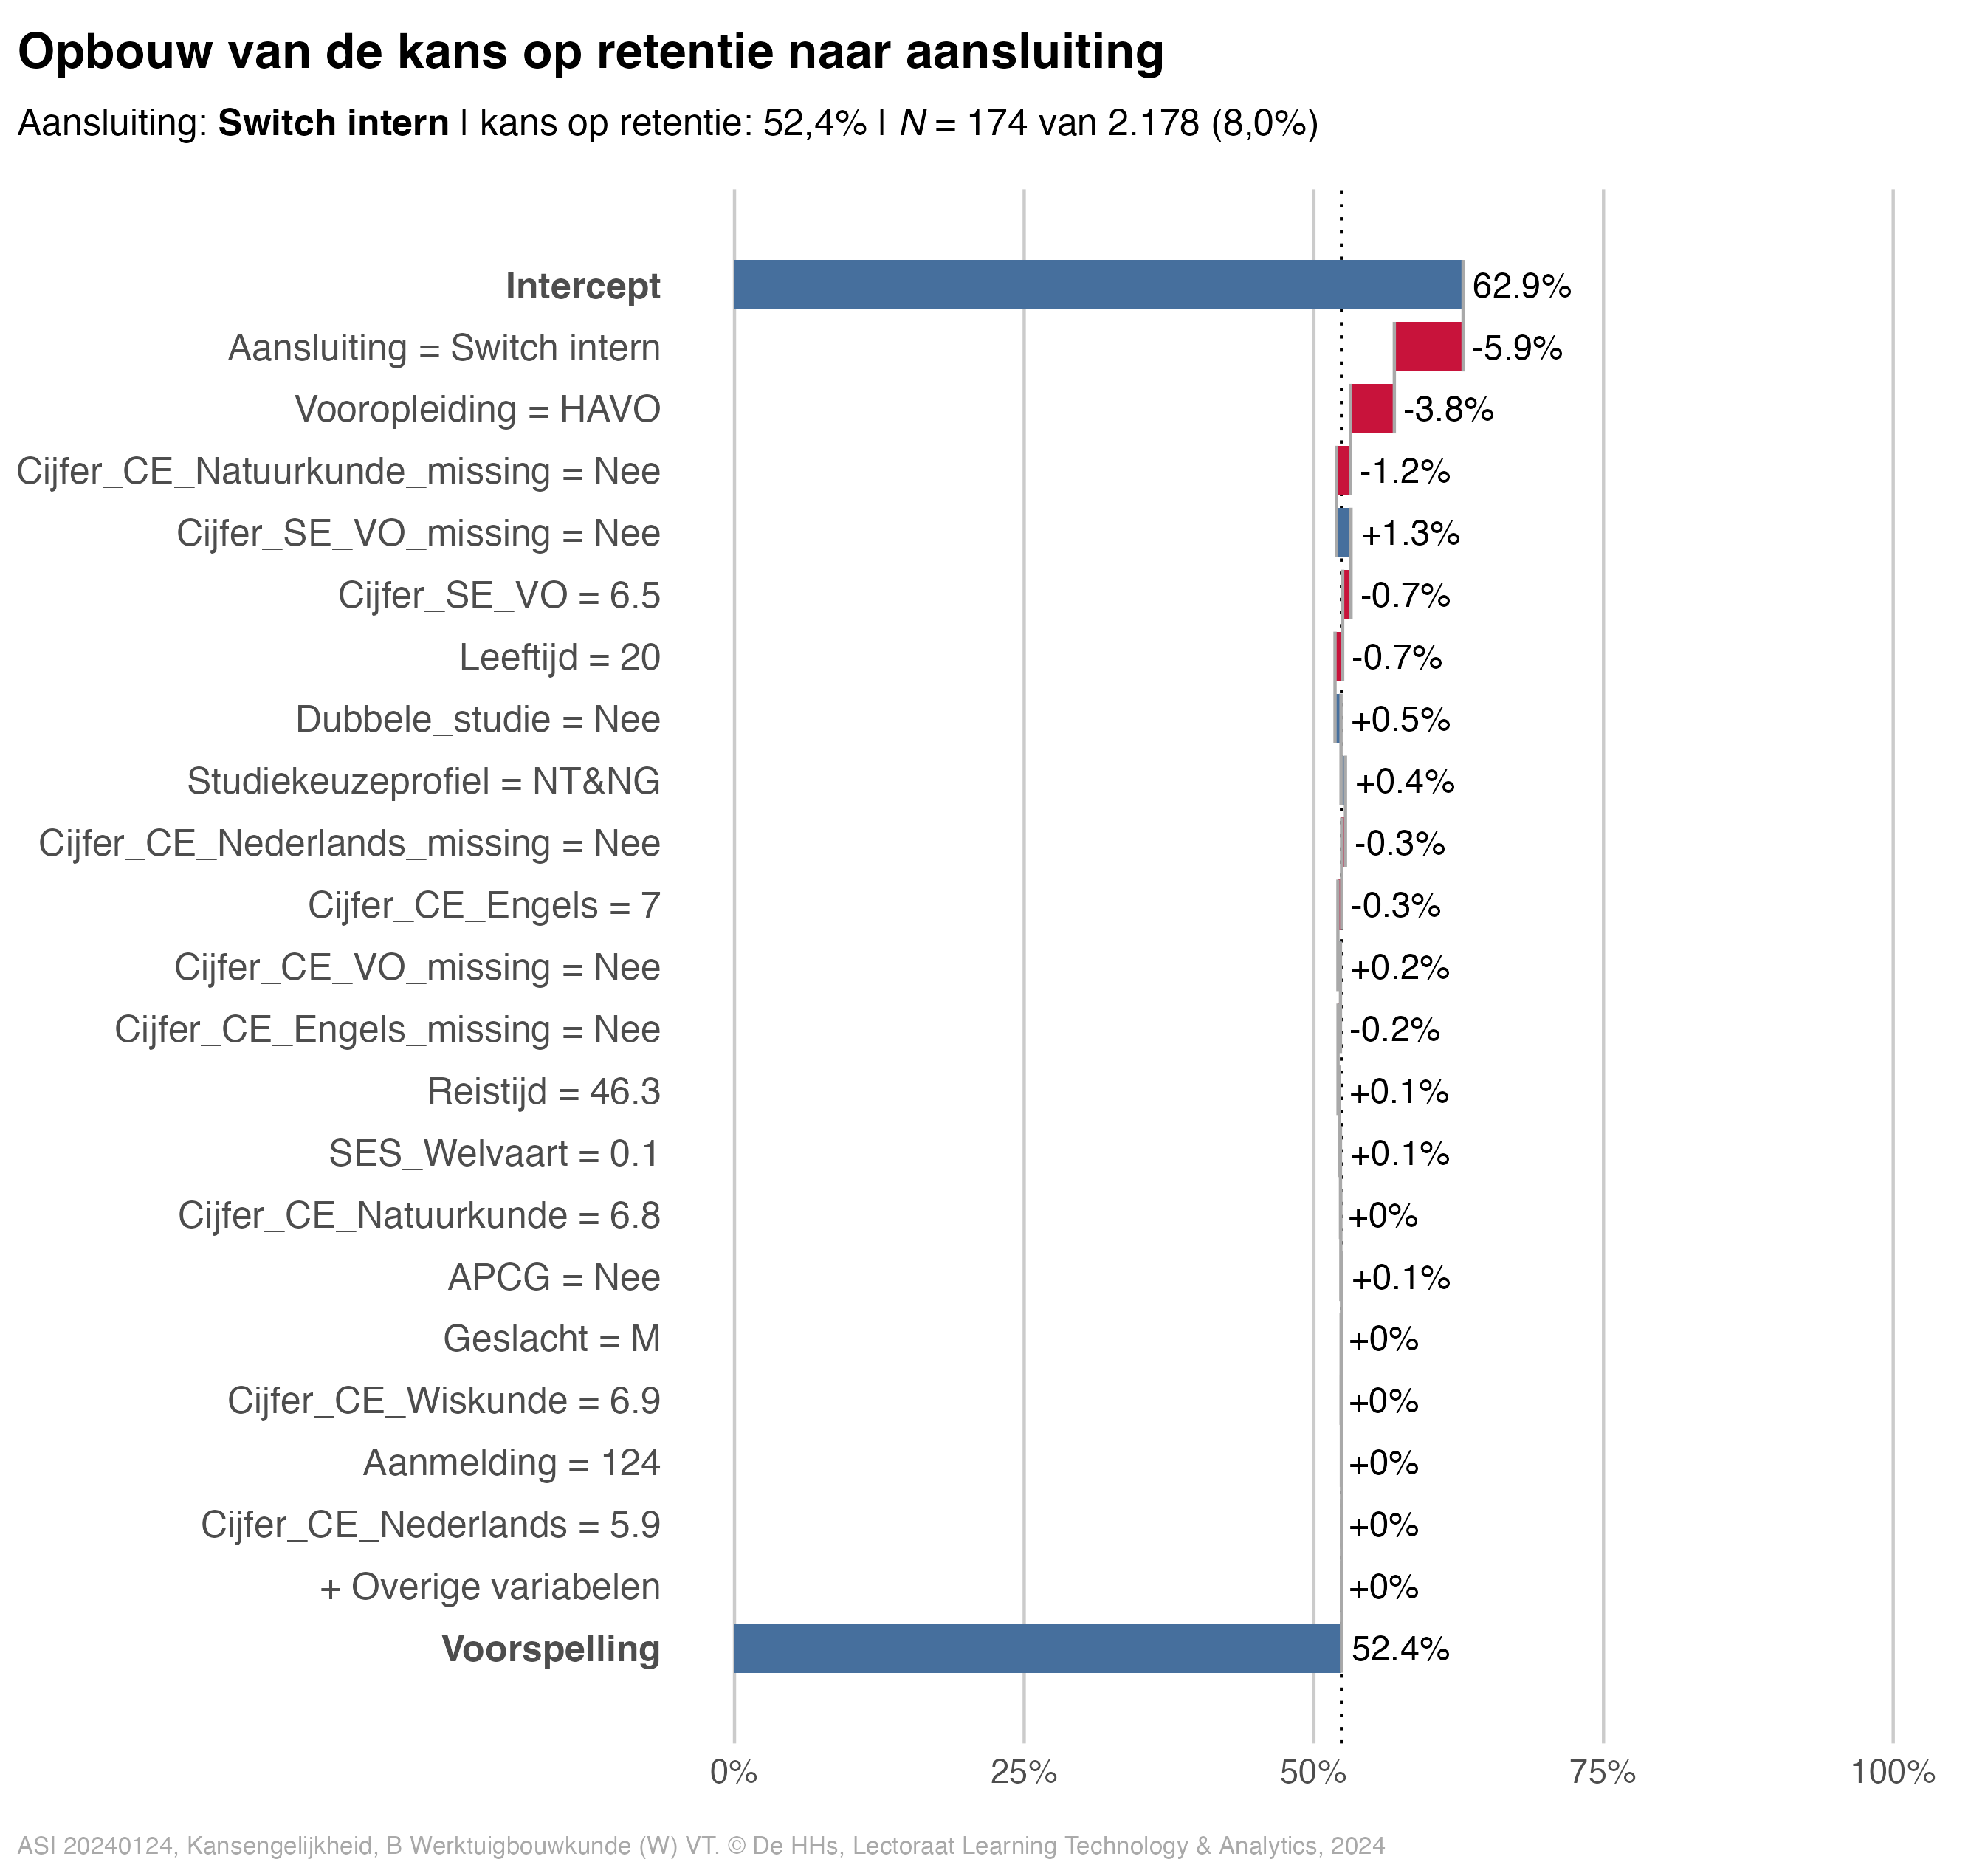 Opbouw van de kans op retentie naar aansluiting
Aansluiting: Switch intern | kans op retentie: 52,4% | N = 174 van 2.178 (8,0%)
Intercept 62.9%
Aansluiting = Switch intern -5.9%
Vooropleiding = HAVO -3.8%
Cijfer_CE_Natuurkunde_missing = Nee -1.2%
Cijfer_SE_VO_missing = Nee +1.3%
Cijfer_SE_VO = 6.5 -0.7%
Leeftijd = 20 -0.7%
Dubbele_studie = Nee +0.5%
Studiekeuzeprofiel = NT&NG +0.4%
Cijfer_CE_Nederlands_missing = Nee -0.3%
Cijfer_CE_Engels = 7 -0.3%
Cijfer_CE_VO_missing = Nee +0.2%
Cijfer_CE_Engels_missing = Nee -0.2%
Reistijd = 46.3 +0.1%
SES_Welvaart = 0.1 +0.1%
Cijfer_CE_Natuurkunde = 6.8 +0%
APCG = Nee +0.1%
Geslacht = M +0%
Cijfer_CE_Wiskunde = 6.9 +0%
Aanmelding = 124 +0%
Cijfer_CE_Nederlands = 5.9 +0%
+ Overige variabelen +0%
Voorspelling 52.4%
0% 25% 50% 75% 100%
ASI 20240124, Kansengelijkheid, B Werktuigbouwkunde (W) VT. © De HHs, Lectoraat Learning Technology & Analytics, 2024